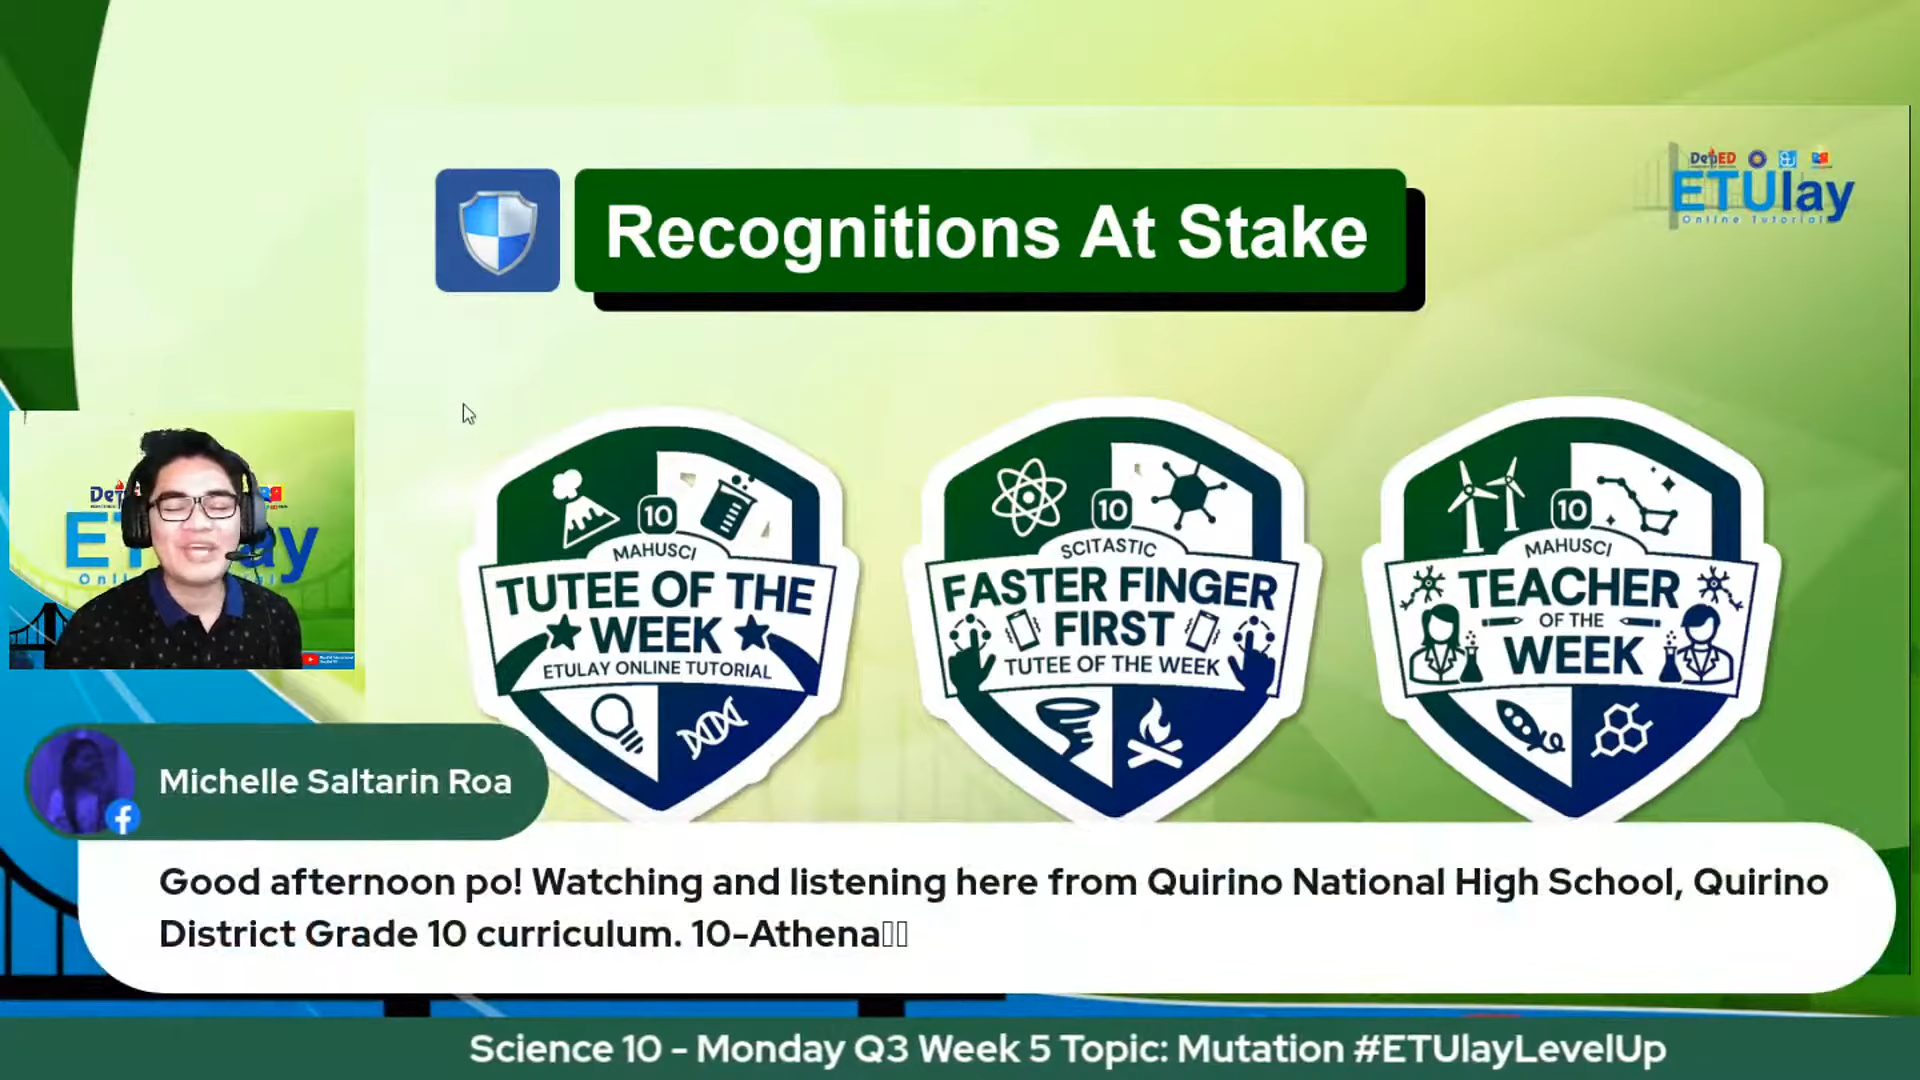 Recognitions At Stake
DepED
ETUlay
Online Tutorial
10
MAHUSCI
TUTEE OF THE
WEEK
ETULAY ONLINE TUTORIAL
10
SCITASTIC
FASTER FINGER
FIRST
TUTEE OF THE WEEK
10
MAHUSCI
TEACHER
OF THE
WEEK
Michelle Saltarin Roa
Good afternoon po! Watching and listening here from Quirino National High School, Quirino
District Grade 10 curriculum. 10-Athena
Science 10 - Monday Q3 Week 5 Topic: Mutation #ETUlayLevelUp